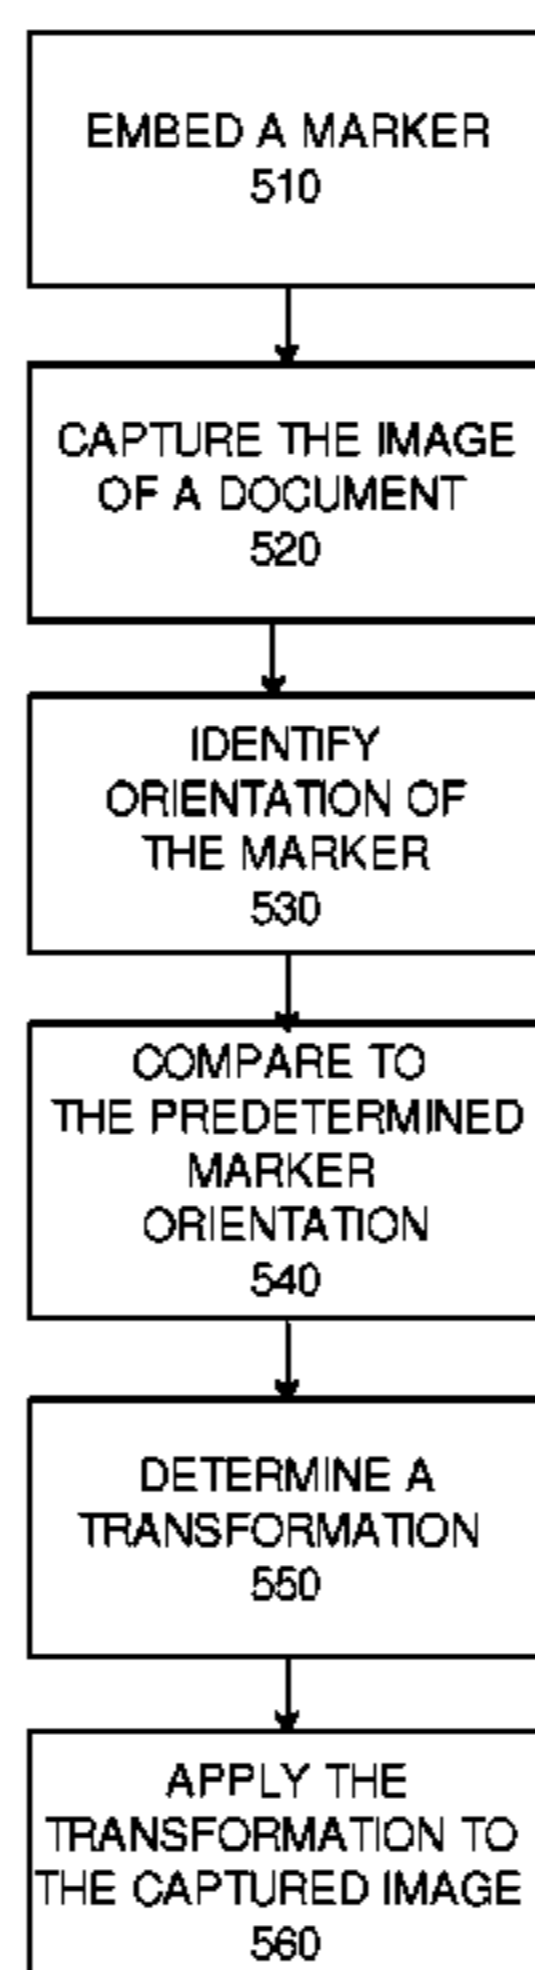 EMBED A MARKER
510
CAPTURE THE IMAGE
OF A DOCUMENT
520
IDENTIFY
ORIENTATION OF
THE MARKER
530
COMPARE TO
THE PREDETERMINED
MARKER
ORIENTATION
540
DETERMINE A
TRANSFORMATION
550
APPLY THE
TRANSFORMATION TO
THE CAPTURED IMAGE
560